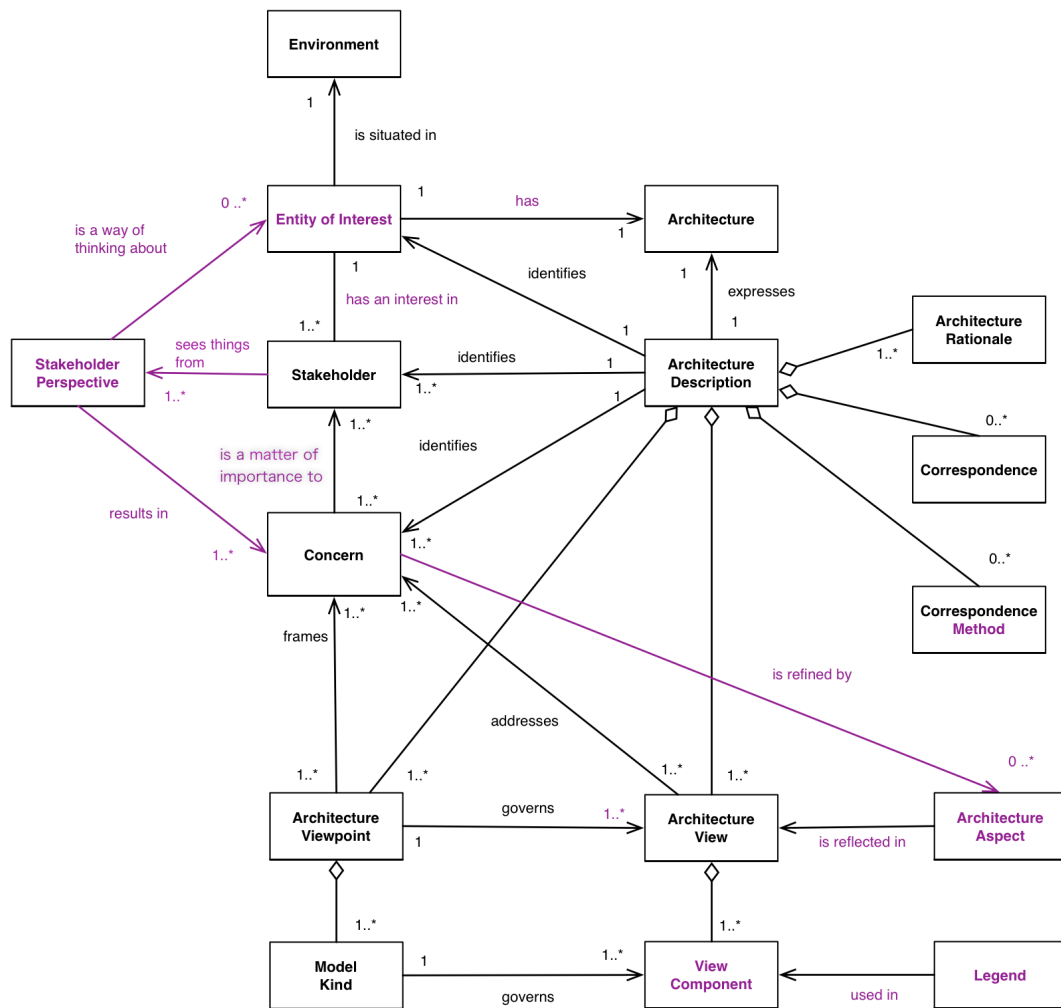 Environment
1
is situated in
0 ..*
1
has
Entity of Interest
Architecture
1
is a way of
thinking about
1
identifies
1
has an interest in
expresses
1..*
1
1
Architecture
Rationale
sees things
from
Stakeholder
Perspective
Stakeholder
identifies
1
Architecture
Description
1..*
1..*
1..*
1
1..*
0..*
is a matter of
importance to
identifies
Correspondence
1..*
1..*
results in
1..*
1..*
Concern
0..*
1..*
1..*
Correspondence
Method
frames
is refined by
addresses
1..*
1..*
1..*
1..*
0 ..*
Architecture
Viewpoint
governs
1..*
Architecture
View
Architecture
Aspect
1
is reflected in
1..*
1..*
Model
Kind
1
1..*
View
Component
Legend
governs
used in